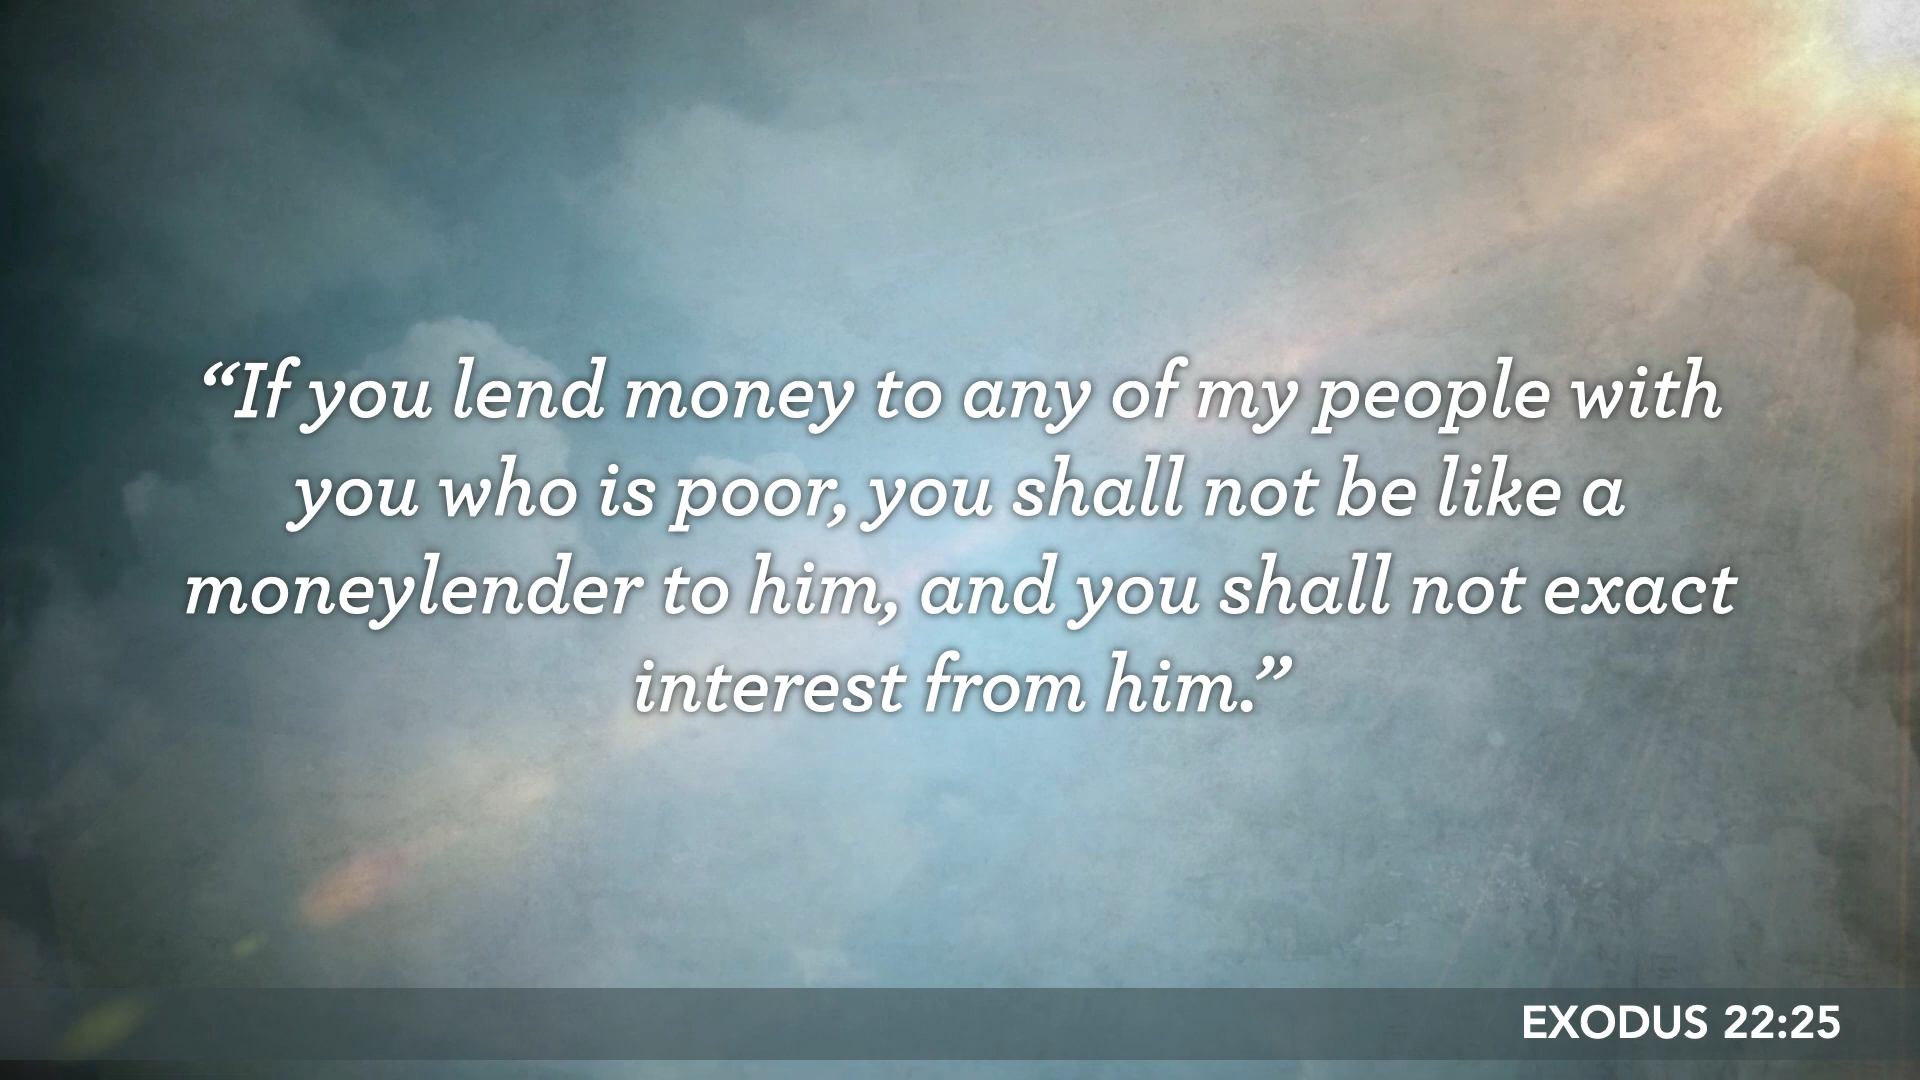 “If you lend money to any of my people with
you who is poor, you shall not be like a
moneylender to him, and you shall not exact
interest from him.”
EXODUS 22:25